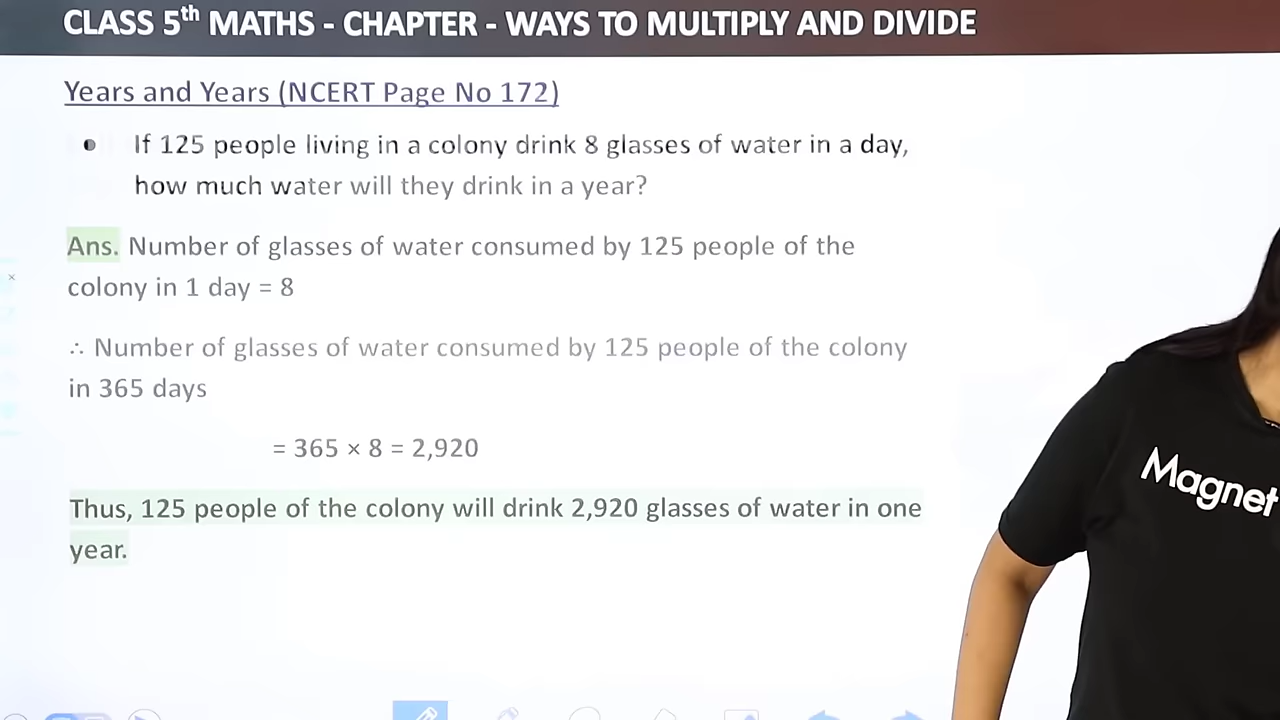 CLASS 5th MATHS - CHAPTER - WAYS TO MULTIPLY AND DIVIDE
Years and Years (NCERT Page No 172)
• If 125 people living in a colony drink 8 glasses of water in a day,
how much water will they drink in a year?
Ans. Number of glasses of water consumed by 125 people of the
colony in 1 day = 8
∴ Number of glasses of water consumed by 125 people of the colony
in 365 days
= 365 × 8 = 2,920
Thus, 125 people of the colony will drink 2,920 glasses of water in one
year.
Magnet